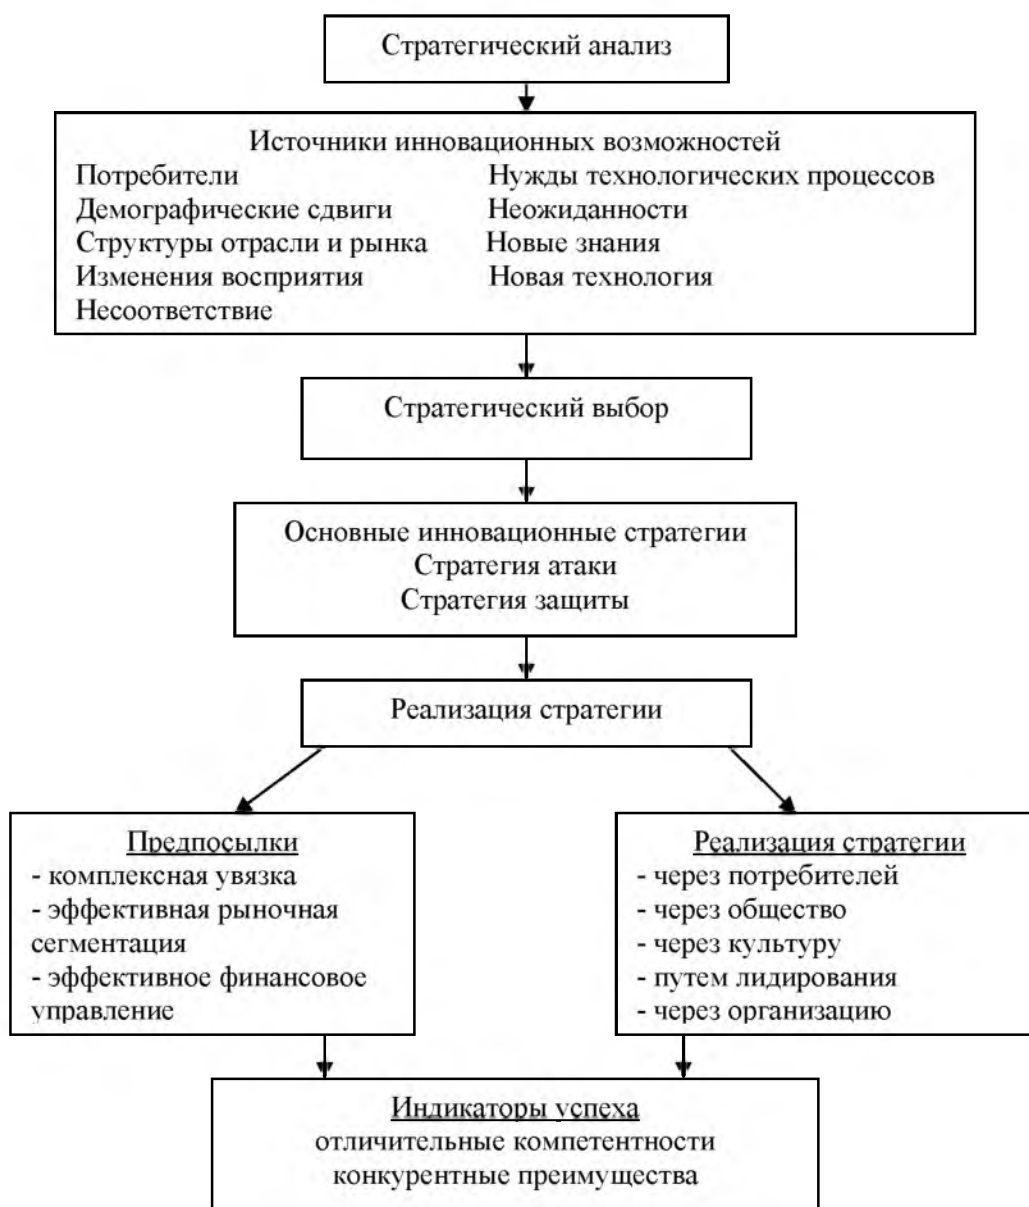 Стратегический анализ
Источники инновационных возможностей
Потребители Нужды технологических процессов
Демографические сдвиги Неожиданности
Структуры отрасли и рынка Новые знания
Изменения восприятия Новая технология
Несоответствие
Стратегический выбор
Основные инновационные стратегии
Стратегия атаки
Стратегия защиты
Реализация стратегии
Предпосылки
- комплексная увязка
- эффективная рыночная
сегментация
- эффективное финансовое
управление
Реализация стратегии
- через потребителей
- через общество
- через культуру
- путем лидирования
- через организацию
Индикаторы успеха
отличительные компетентности
конкурентные преимущества